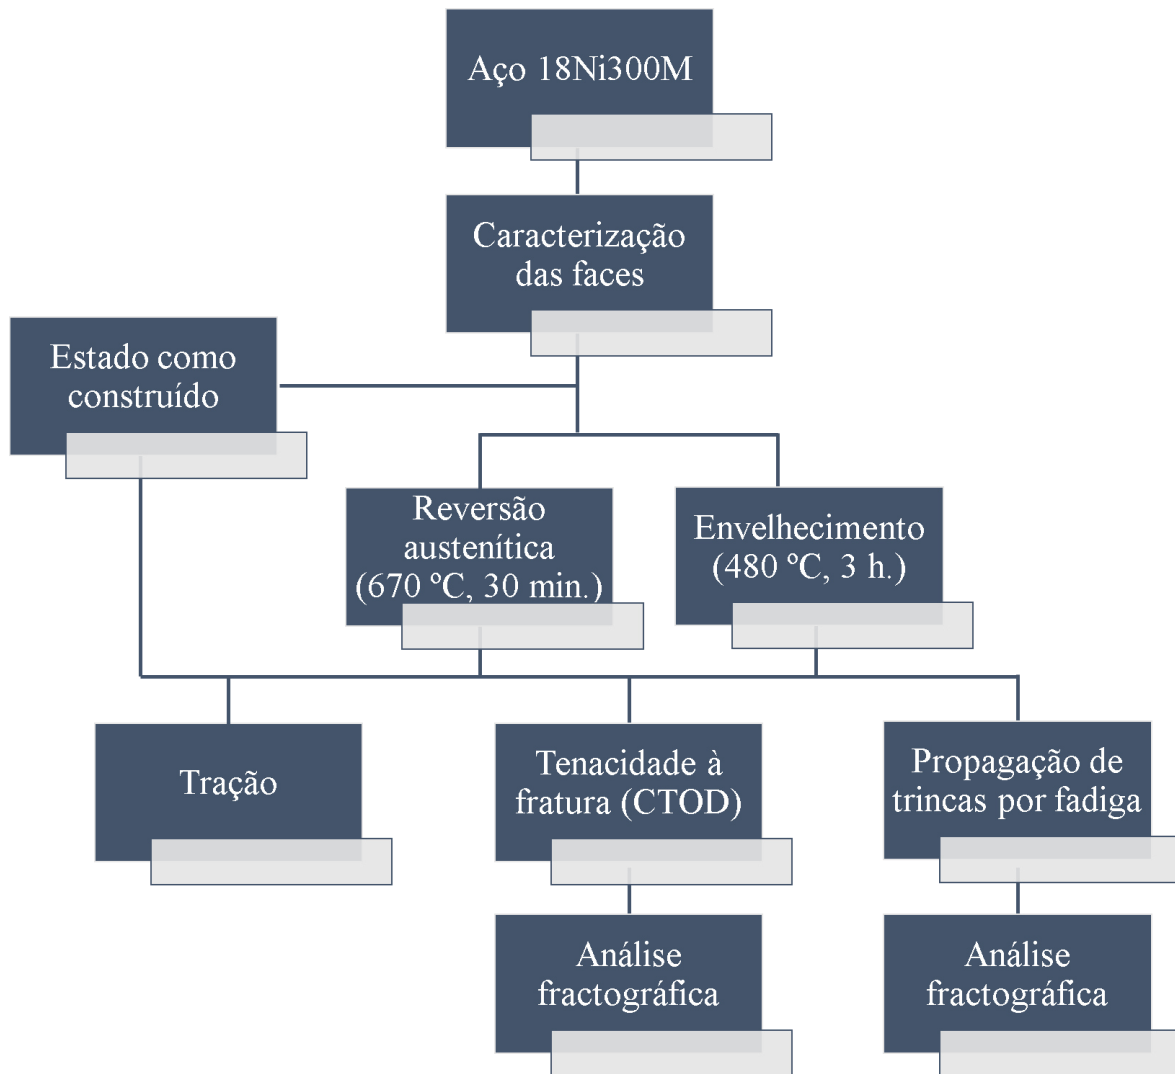 Aço 18Ni300M
Caracterização
das faces
Estado como
construído
Reversão
austenítica
(670 ºC, 30 min.)
Envelhecimento
(480 ºC, 3 h.)
Tração
Tenacidade à
fratura (CTOD)
Propagação de
trincas por fadiga
Análise
fractográfica
Análise
fractográfica